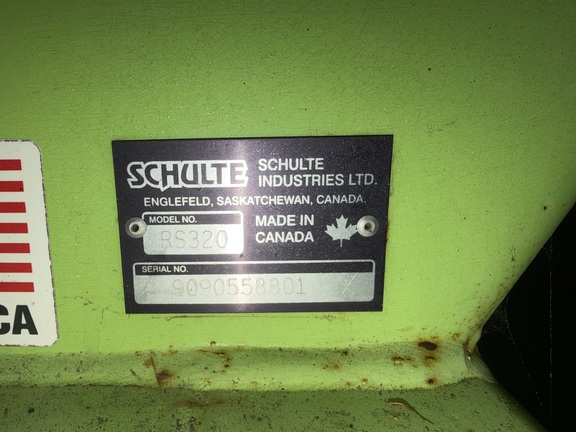 SCHULTE
SCHULTE
INDUSTRIES LTD.
ENGLEFELD, SASKATCHEWAN, CANADA.
MODEL NO.
RS320
MADE IN
CANADA
SERIAL NO.
9090558801
CA